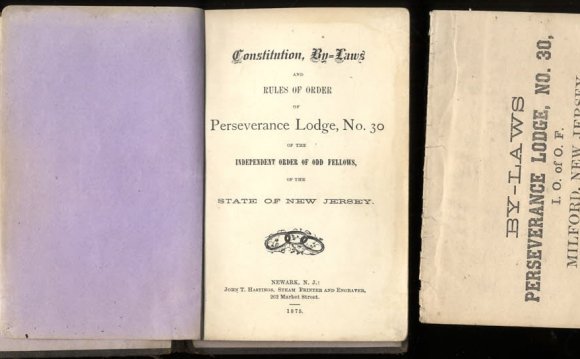 Constitution, By=Laws
AND
RULES OF ORDER
OF
Perseverance Lodge, No. 30
OF THE
INDEPENDENT ORDER OF ODD FELLOWS,
OF THE
STATE OF NEW JERSEY.
NEWARK, N. J.:
JOHN T. HASTINGS, STEAM PRINTER AND ENGRAVER,
202 Market Street.
1875.
BY-LAWS
PERSEVERANCE LODGE, NO. 30,
I. O. of O. F.
MILFORD, NEW JERSEY